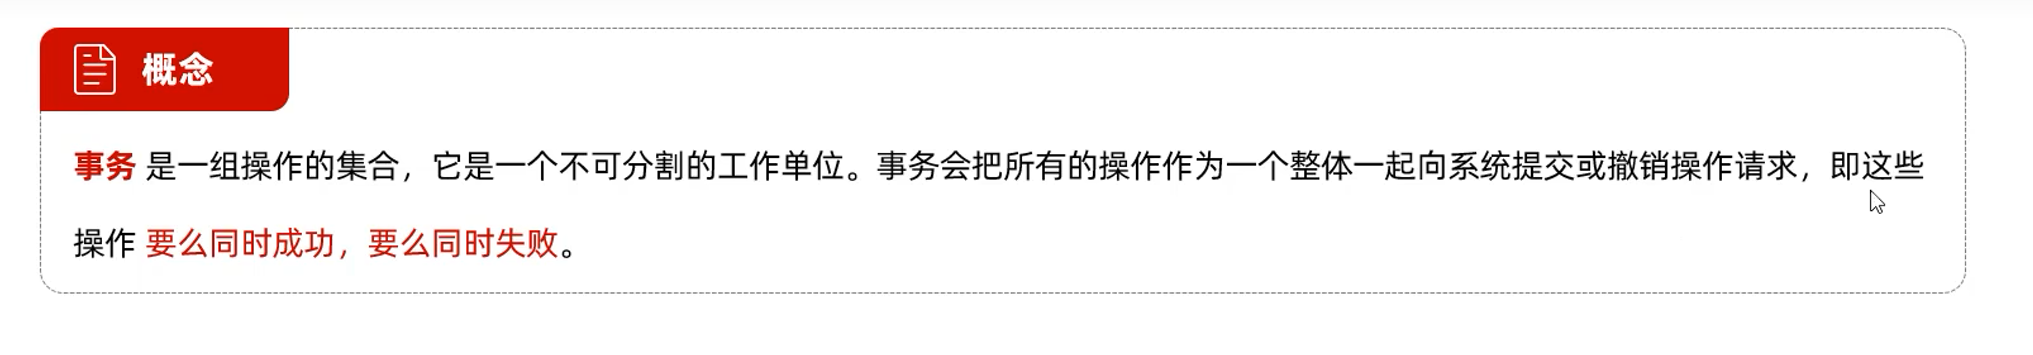 概念
事务 是一组操作的集合，它是一个不可分割的工作单位。事务会把所有的操作作为一个整体一起向系统提交或撤销操作请求，即这些
操作 要么同时成功，要么同时失败。